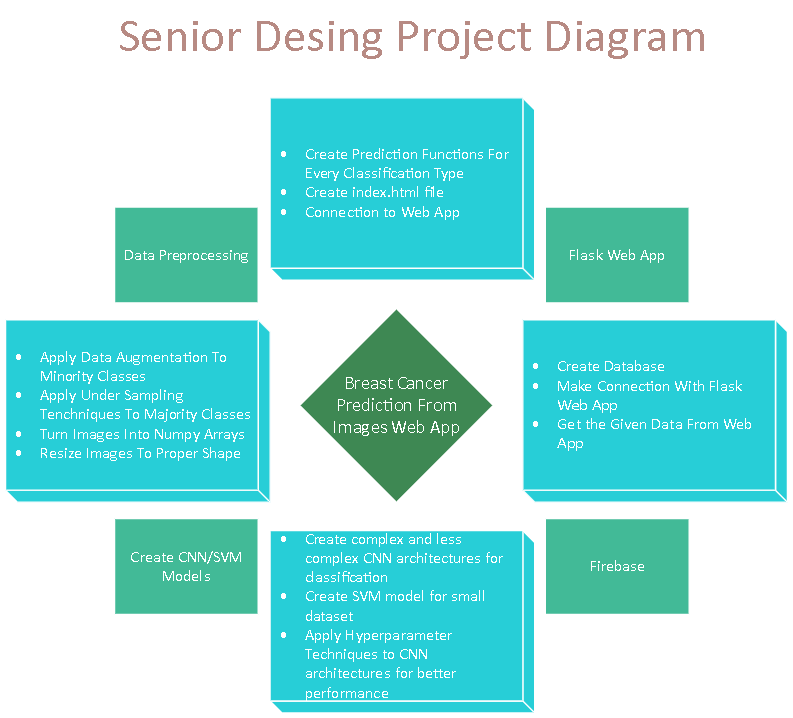 Senior Desing Project Diagram
• Create Prediction Functions For
Every Classification Type
• Create index.html file
• Connection to Web App
Data Preprocessing
Flask Web App
• Apply Data Augmentation To
Minority Classes
• Apply Under Sampling
Tenchniques To Majority Classes
• Turn Images Into Numpy Arrays
• Resize Images To Proper Shape
Breast Cancer
Prediction From
Images Web App
• Create Database
• Make Connection With Flask
Web App
• Get the Given Data From Web
App
Create CNN/SVM
Models
• Create complex and less
complex CNN architectures for
classification
• Create SVM model for small
dataset
• Apply Hyperparameter
Techniques to CNN
architectures for better
performance
Firebase